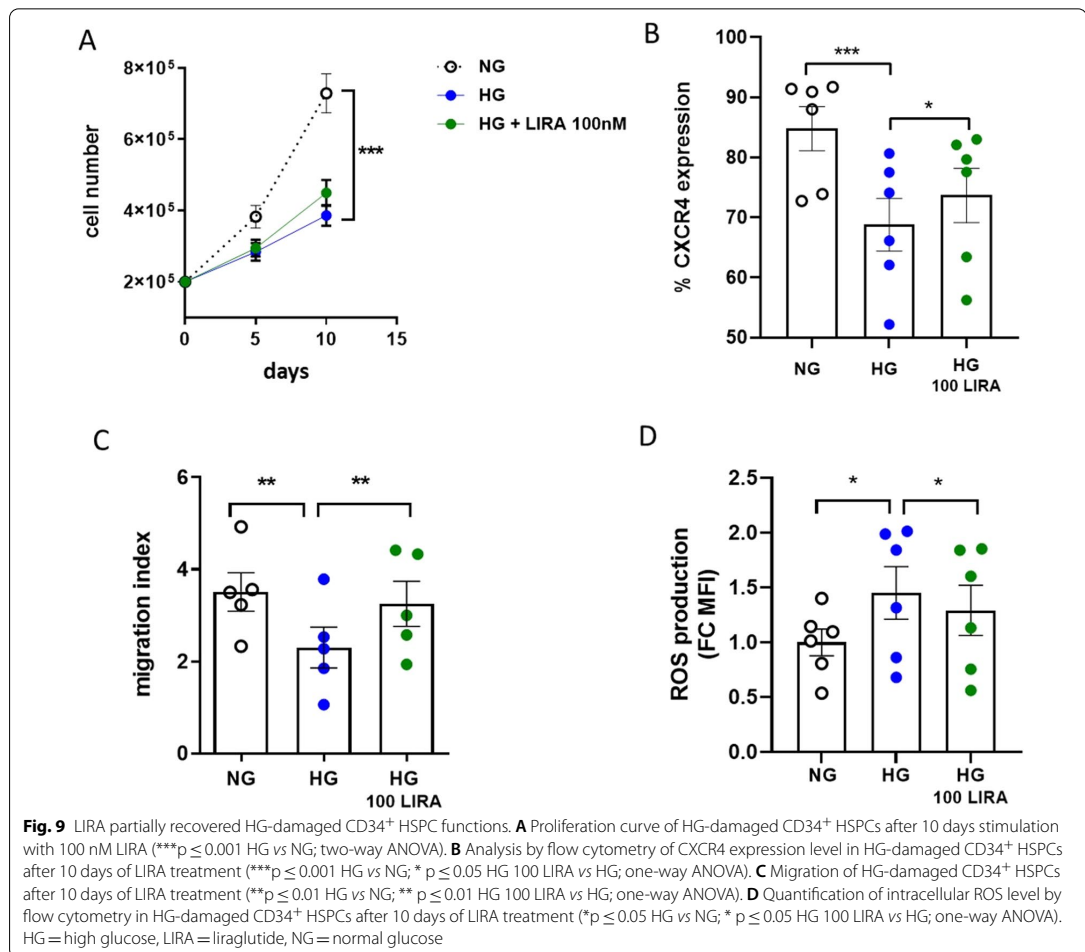 A
8×10⁵
6×10⁵
4×10⁵
2×10⁵
cell number
0 5 10 15
days
***
NG
HG
HG + LIRA 100nM
B
100
90
80
70
60
50
% CXCR4 expression
***
*
NG HG HG
100 LIRA
C
6
4
2
0
migration index
** **
NG HG HG
100 LIRA
D
2.5
2.0
1.5
1.0
0.5
0.0
ROS production
(FC MFI)
* *
NG HG HG
100 LIRA
Fig. 9 LIRA partially recovered HG-damaged CD34⁺ HSPC functions. A Proliferation curve of HG-damaged CD34⁺ HSPCs after 10 days stimulation
with 100 nM LIRA (***p ≤ 0.001 HG vs NG; two-way ANOVA). B Analysis by flow cytometry of CXCR4 expression level in HG-damaged CD34⁺ HSPCs
after 10 days of LIRA treatment (***p ≤ 0.001 HG vs NG; * p ≤ 0.05 HG 100 LIRA vs HG; one-way ANOVA). C Migration of HG-damaged CD34⁺ HSPCs
after 10 days of LIRA treatment (**p ≤ 0.01 HG vs NG; ** p ≤ 0.01 HG 100 LIRA vs HG; one-way ANOVA). D Quantification of intracellular ROS level by
flow cytometry in HG-damaged CD34⁺ HSPCs after 10 days of LIRA treatment (*p ≤ 0.05 HG vs NG; * p ≤ 0.05 HG 100 LIRA vs HG; one-way ANOVA).
HG = high glucose, LIRA = liraglutide, NG = normal glucose